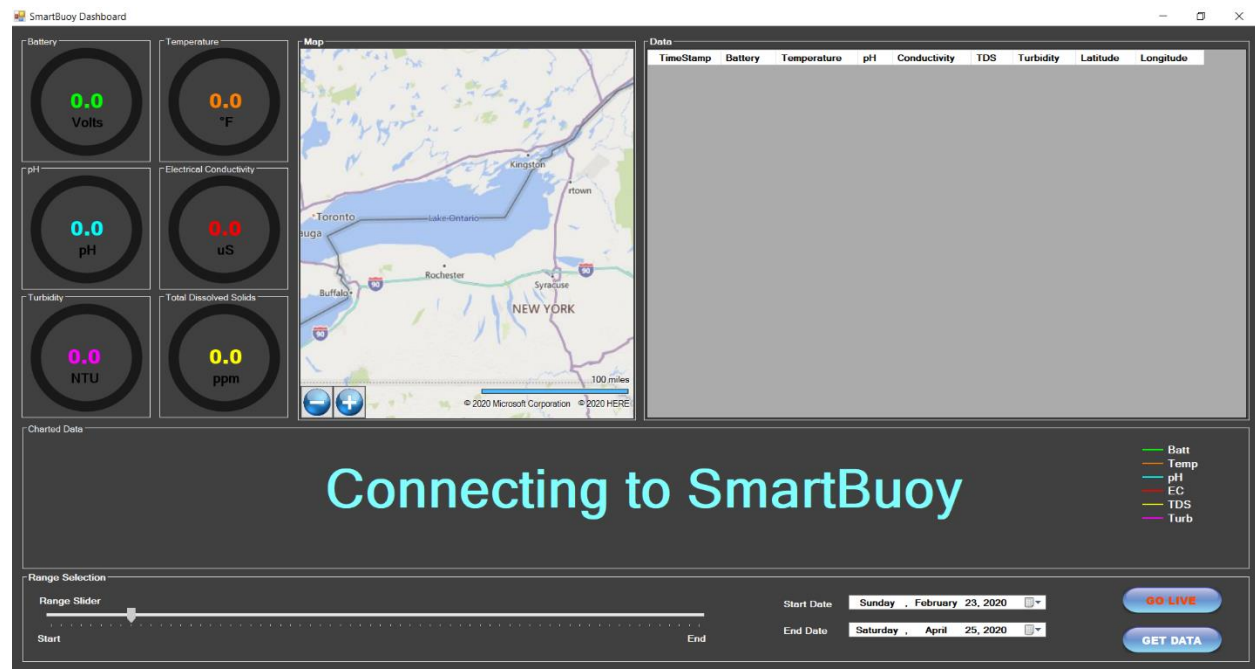 SmartBuoy Dashboard
Battery
0.0
Volts
Temperature
0.0
°F
pH
0.0
pH
Electrical Conductivity
0.0
uS
Turbidity
0.0
NTU
Total Dissolved Solids
0.0
ppm
Map
Kingston
rtown
Toronto
auga
Lake Ontario
Rochester
90
90
Syracuse
Buffalo
NEW YORK
90
100 miles
© 2020 Microsoft Corporation © 2020 HERE
Data
TimeStamp Battery Temperature pH Conductivity TDS Turbidity Latitude Longitude
Charted Data
Connecting to SmartBuoy
Batt
Temp
pH
EC
TDS
Turb
Range Selection
Range Slider
Start
End
Start Date Sunday , February 23, 2020
End Date Saturday , April 25, 2020
GO LIVE
GET DATA